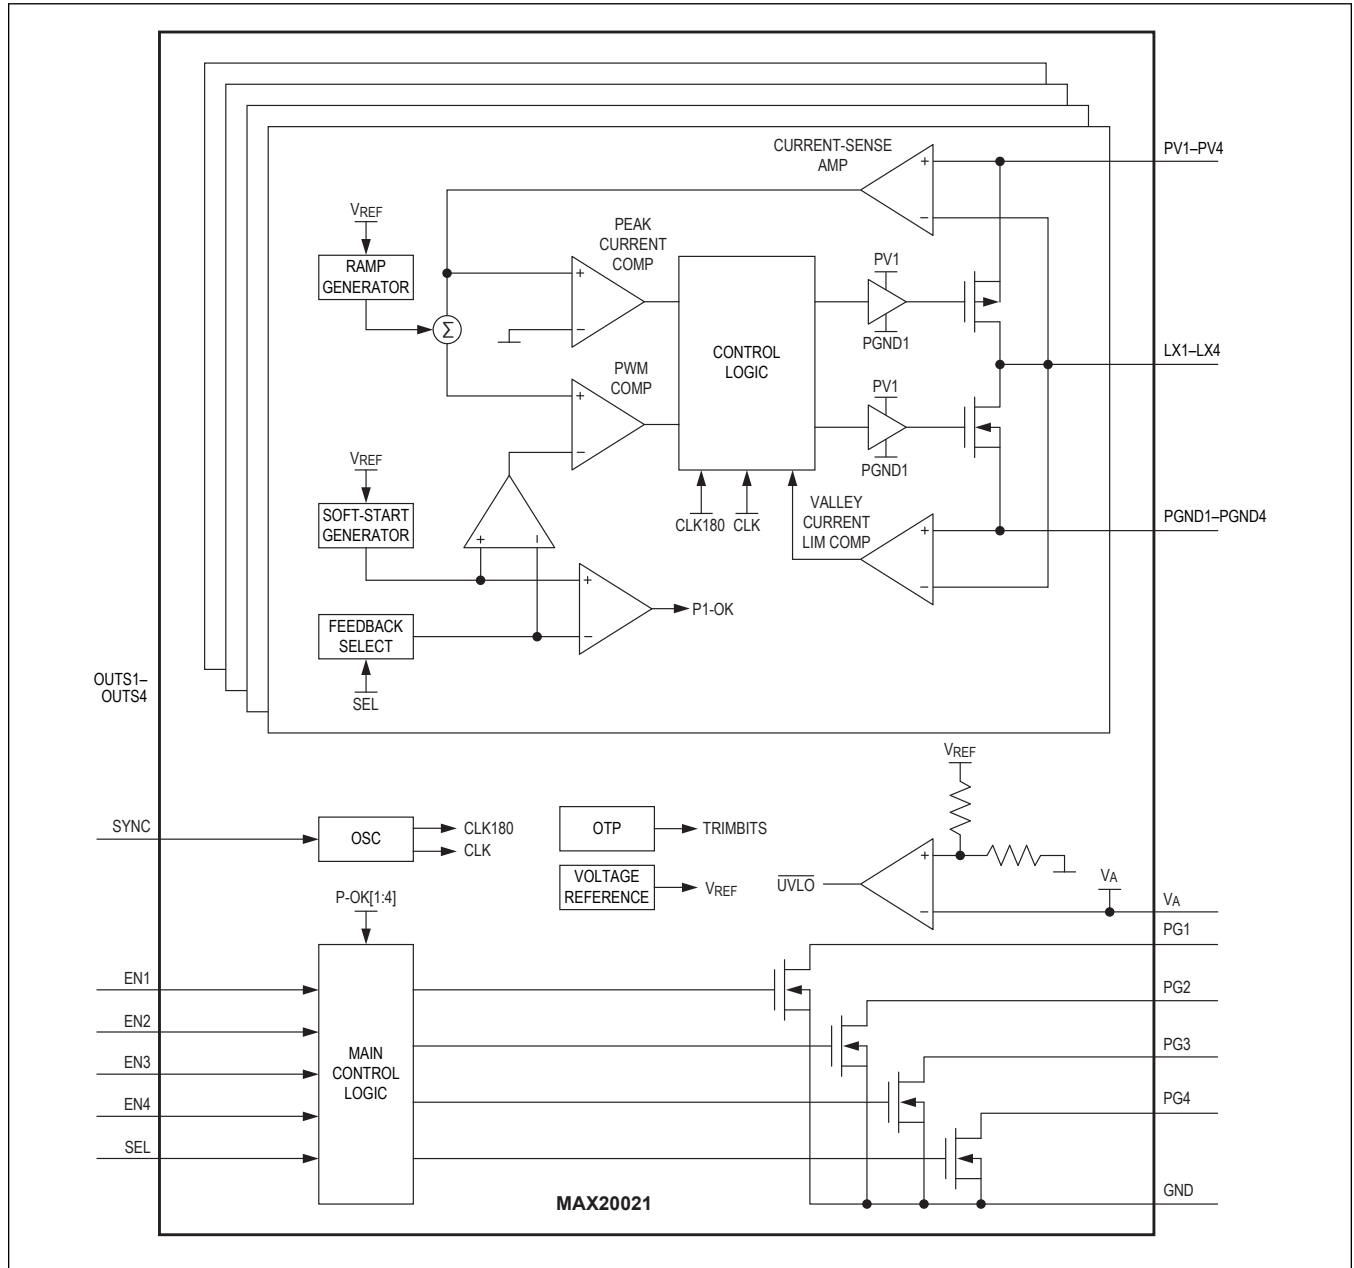 CURRENT-SENSE
AMP
PV1–PV4
+
−
VREF
RAMP
GENERATOR
Σ
PEAK
CURRENT
COMP
+
−
PV1
PGND1
CONTROL
LOGIC
LX1–LX4
PWM
COMP
+
−
PV1
PGND1
VREF
SOFT-START
GENERATOR
+
−
CLK180
CLK
VALLEY
CURRENT
LIM COMP
+
−
PGND1–PGND4
+
−
P1-OK
FEEDBACK
SELECT
SEL
OUTS1–
OUTS4
SYNC
OSC
CLK180
CLK
OTP
TRIMBITS
VOLTAGE
REFERENCE
VREF
VREF
+
−
UVLO
VA
VA
P-OK[1:4]
EN1
EN2
EN3
EN4
SEL
MAIN
CONTROL
LOGIC
PG1
PG2
PG3
PG4
GND
MAX20021